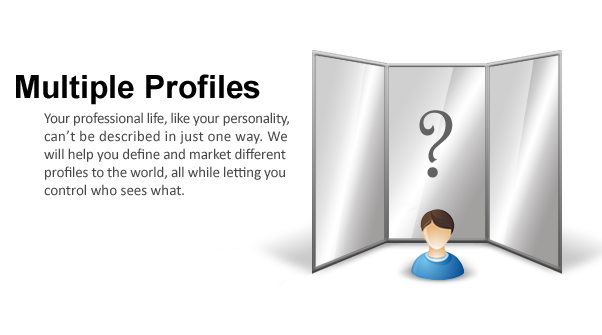 Multiple Profiles
Your professional life, like your personality,
can't be described in just one way. We
will help you define and market different
profiles to the world, all while letting you
control who sees what.
?